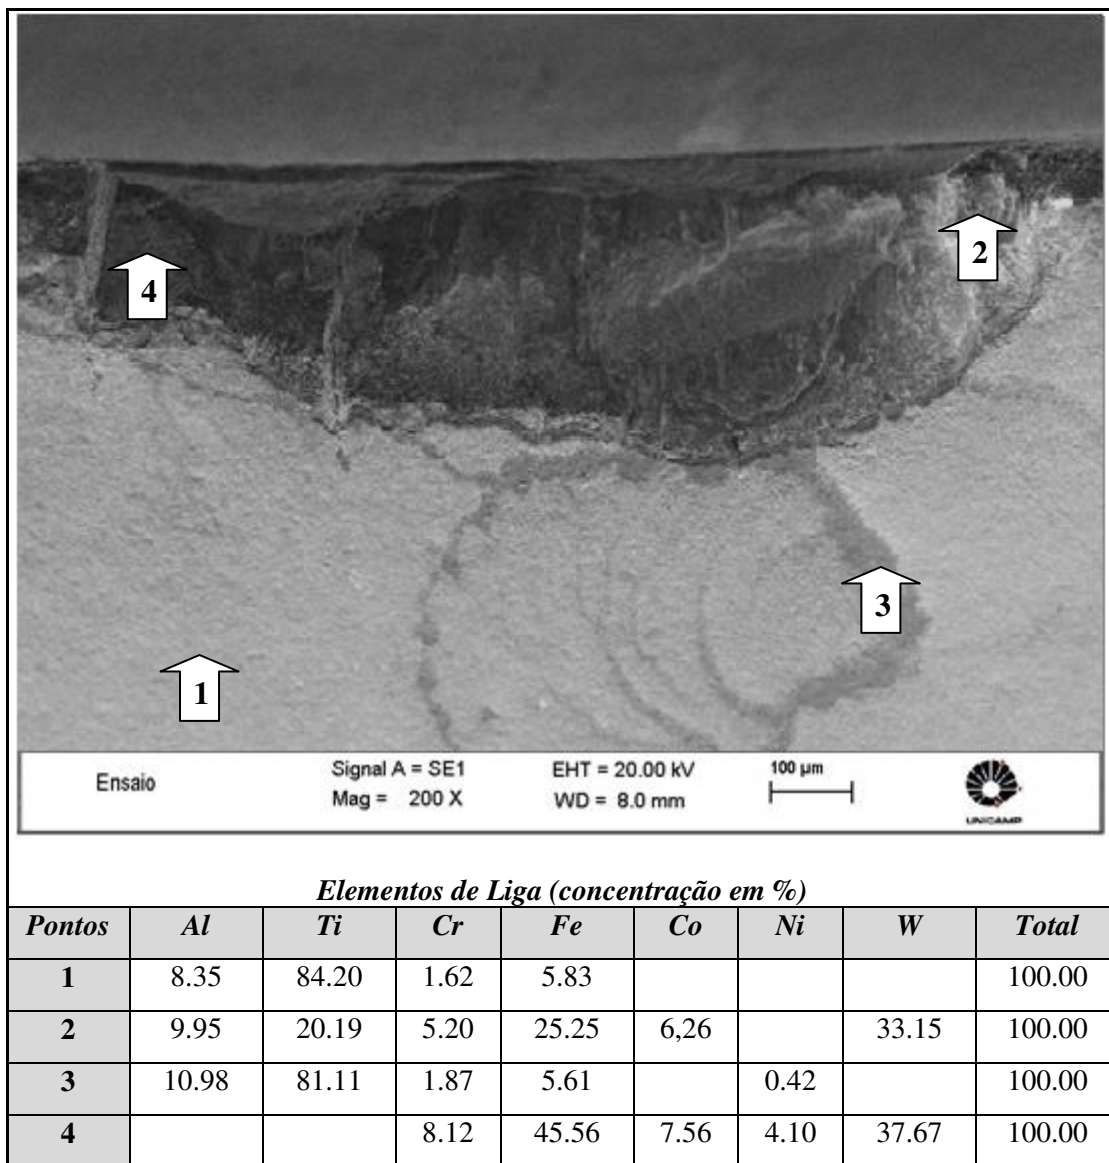 4
2
3
1
Ensaio
Signal A = SE1
EHT = 20.00 kV
100 µm
Mag = 200 X
WD = 8.0 mm
UNICAMP
Elementos de Liga (concentração em %)
Pontos Al Ti Cr Fe Co Ni W Total
1 8.35 84.20 1.62 5.83 100.00
2 9.95 20.19 5.20 25.25 6,26 33.15 100.00
3 10.98 81.11 1.87 5.61 0.42 100.00
4 8.12 45.56 7.56 4.10 37.67 100.00